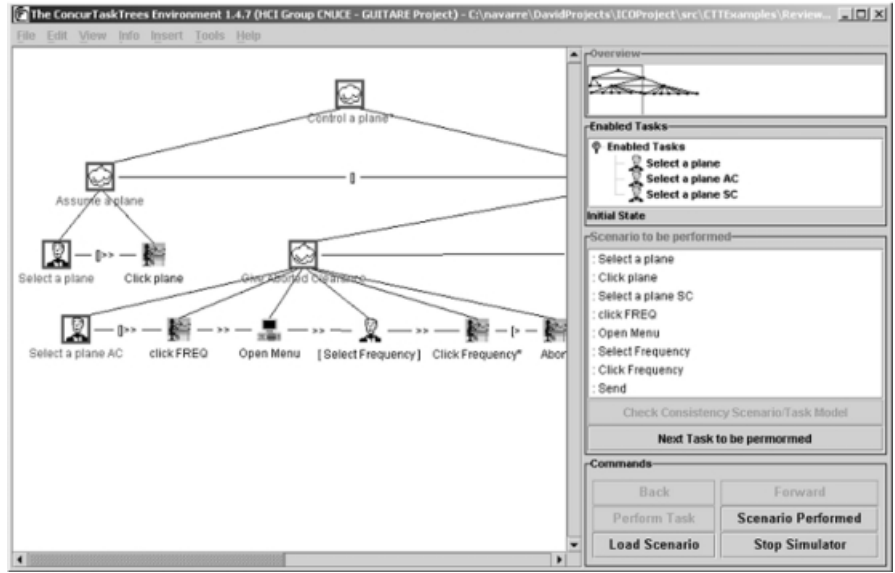 The ConcurTaskTrees Environment 1.4.7 (HCI Group CNUCE - GUITARE Project) - C:\navarre\DavidProjects\ICOProject\src\CTTExamples\Review...
File Edit View Info Insert Tools Help
Control a plane*
Assume a plane
[]
Select a plane
[]>>
Click plane
Give Aborted Clearance
Select a plane AC
[]>>
click FREQ
>>
Open Menu
>>
[Select Frequency]
>>
Click Frequency*
[>
Abor
Overview
Enabled Tasks
Enabled Tasks
Select a plane
Select a plane AC
Select a plane SC
Initial State
Scenario to be performed
: Select a plane
: Click plane
: Select a plane SC
: click FREQ
: Open Menu
: Select Frequency
: Click Frequency
: Send
Check Consistency Scenario/Task Model
Next Task to be permormed
Commands
Back Forward
Perform Task Scenario Performed
Load Scenario Stop Simulator